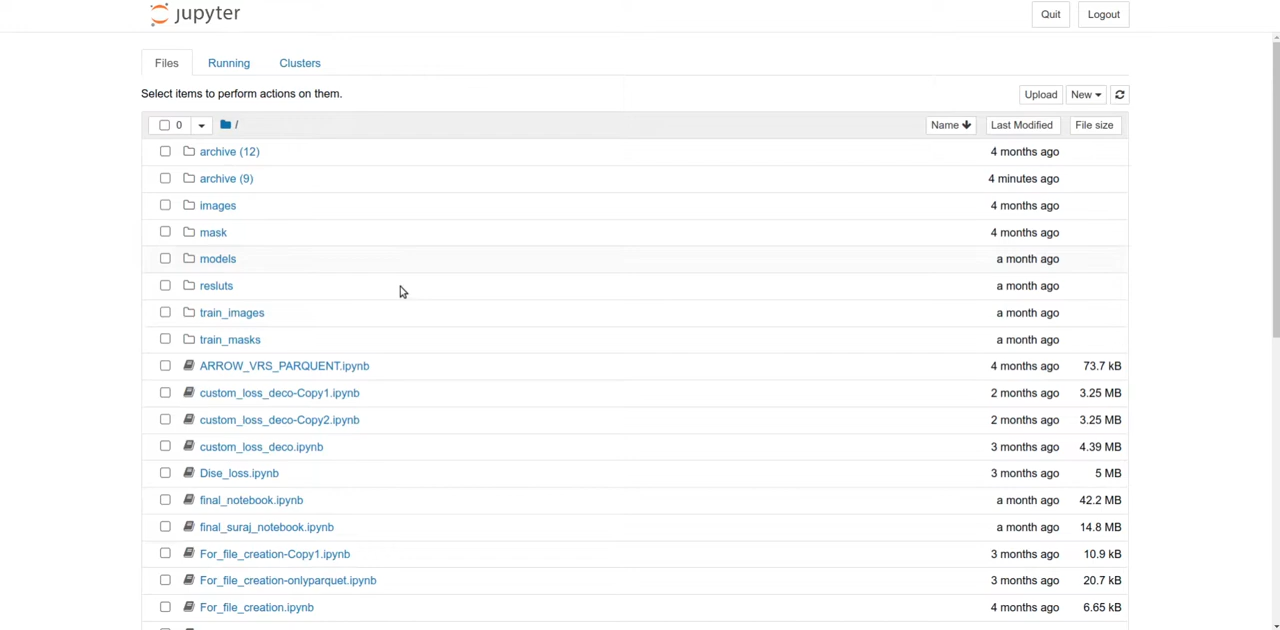 jupyter Quit Logout
Files Running Clusters
Select items to perform actions on them. Upload New
0 / Name Last Modified File size
archive (12) 4 months ago
archive (9) 4 minutes ago
images 4 months ago
mask 4 months ago
models a month ago
resluts a month ago
train_images a month ago
train_masks a month ago
ARROW_VRS_PARQUENT.ipynb 4 months ago 73.7 kB
custom_loss_deco-Copy1.ipynb 2 months ago 3.25 MB
custom_loss_deco-Copy2.ipynb 2 months ago 3.25 MB
custom_loss_deco.ipynb 3 months ago 4.39 MB
Dise_loss.ipynb 3 months ago 5 MB
final_notebook.ipynb a month ago 42.2 MB
final_suraj_notebook.ipynb a month ago 14.8 MB
For_file_creation-Copy1.ipynb 3 months ago 10.9 kB
For_file_creation-onlyparquet.ipynb 3 months ago 20.7 kB
For_file_creation.ipynb 4 months ago 6.65 kB